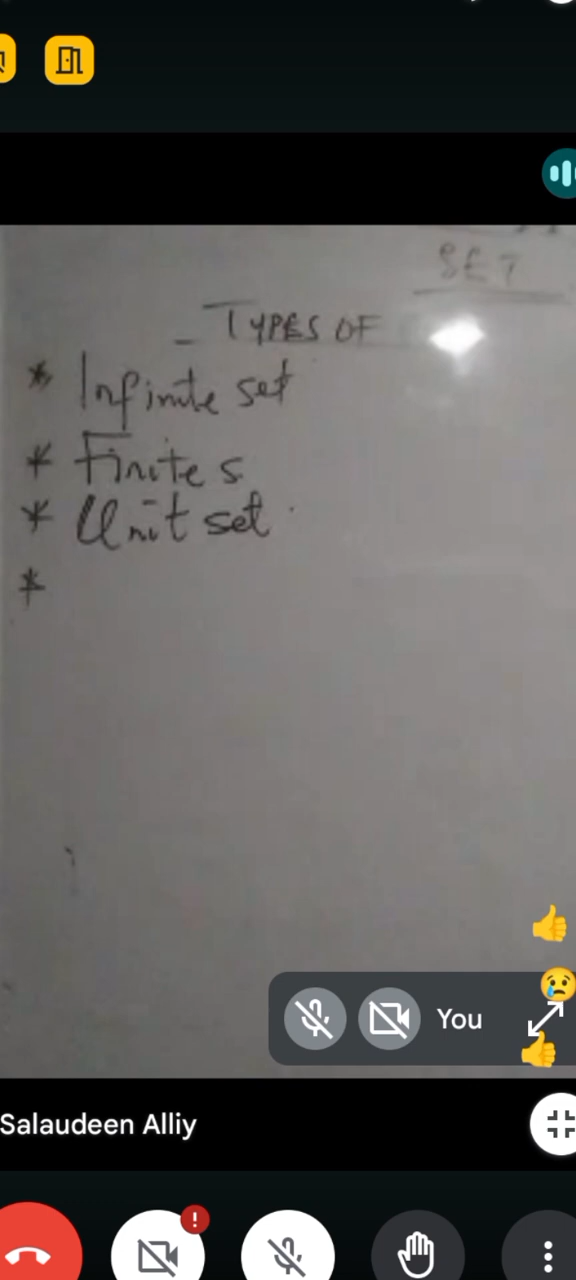 SET
- TYPES OF
* Infinite set
* Finite s
* Unit set
*
You
Salaudeen Alliy
!